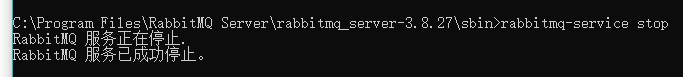 C:\Program Files\RabbitMQ Server\rabbitmq_server-3.8.27\sbin>rabbitmq-service stop
RabbitMQ 服务正在停止.
RabbitMQ 服务已成功停止。